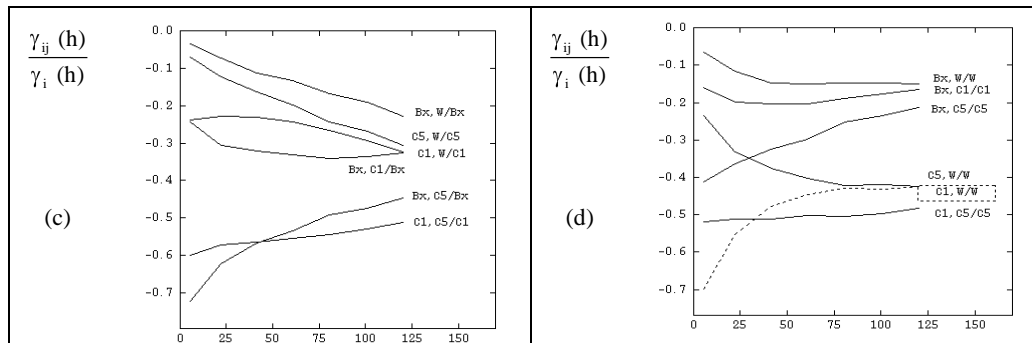 γij (h)
γi (h)
(c)
0.0
-0.1
-0.2
-0.3
-0.4
-0.5
-0.6
-0.7
0 25 50 75 100 125 150
Bx, W/Bx
C5, W/C5
C1, W/C1
Bx, C1/Bx
Bx, C5/Bx
C1, C5/C1
γij (h)
γi (h)
(d)
0.0
-0.1
-0.2
-0.3
-0.4
-0.5
-0.6
-0.7
0 25 50 75 100 125 150
Bx, W/W
Bx, C1/C1
Bx, C5/C5
C5, W/W
C1, W/W
C1, C5/C5